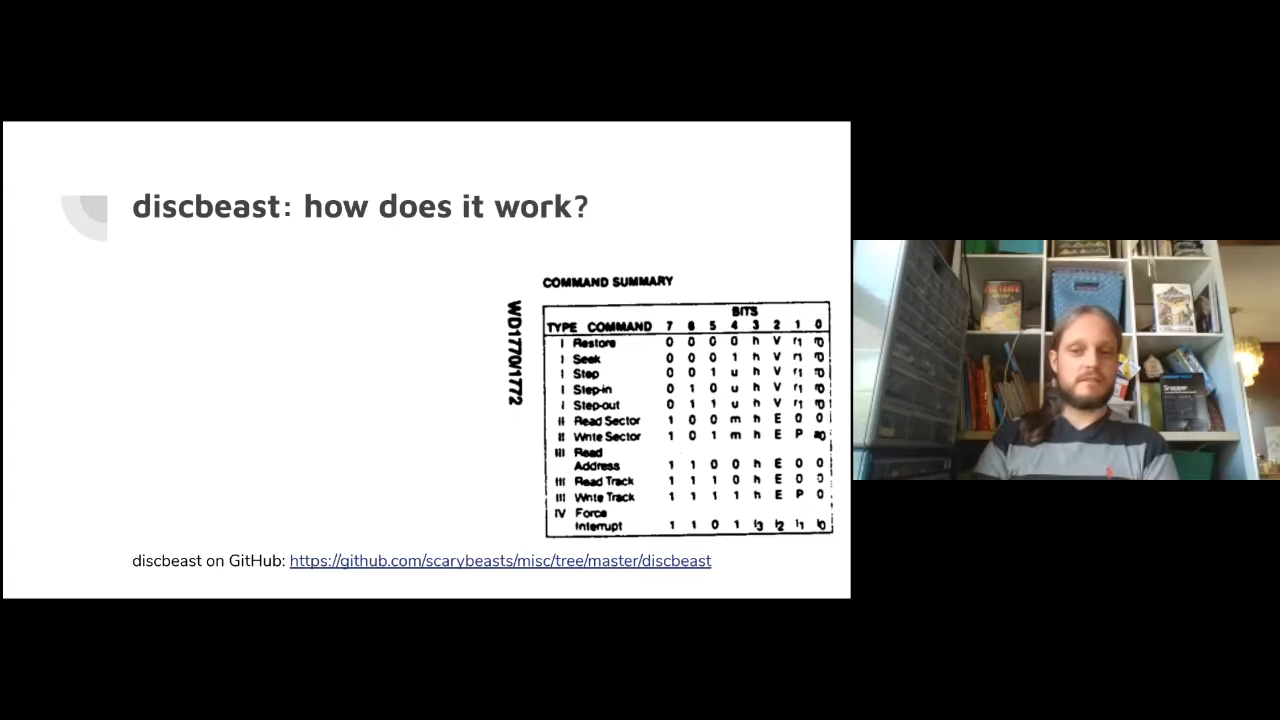 discbeast: how does it work?
COMMAND SUMMARY
WD1770/1772
BITS
TYPE COMMAND 7 6 5 4 3 2 1 0
I Restore 0 0 0 0 h V r1 r0
I Seek 0 0 0 1 h V r1 r0
I Step 0 0 1 u h V r1 r0
I Step-in 0 1 0 u h V r1 r0
I Step-out 0 1 1 u h V r1 r0
II Read Sector 1 0 0 m h E 0 0
II Write Sector 1 0 1 m h E P a0
III Read
Address 1 1 0 0 h E 0 0
III Read Track 1 1 1 0 h E 0 0
III Write Track 1 1 1 1 h E P 0
IV Force
Interrupt 1 1 0 1 I3 I2 I1 I0
discbeast on GitHub: https://github.com/scarybeasts/misc/tree/master/discbeast
Snapper